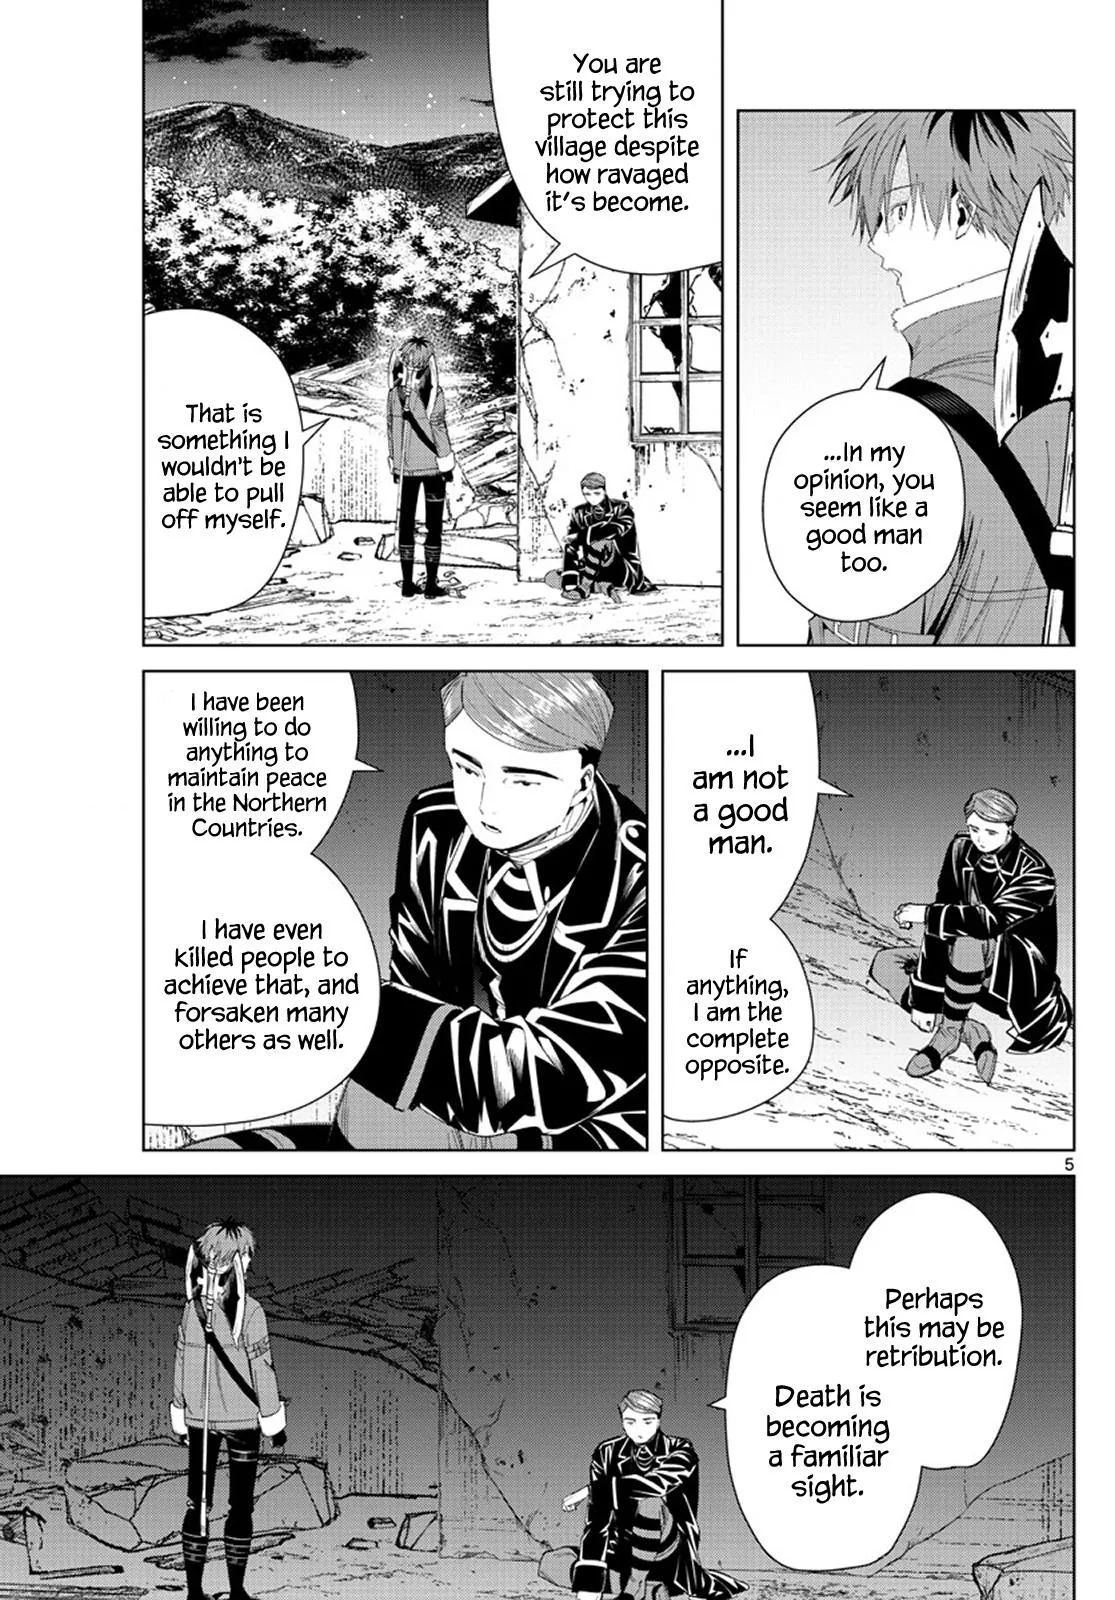 ...In my
opinion, you
seem like a
good man
too.
You are
still trying to
protect this
village despite
how ravaged
it's become.
That is
something I
wouldn't be
able to pull
off myself.
...I
am not
a good
man.
If
anything,
I am the
complete
opposite.
I have been
willing to do
anything to
maintain peace
in the Northern
Countries.
I have even
killed people to
achieve that, and
forsaken many
others as well.
5
Perhaps
this may be
retribution.
Death is
becoming
a familiar
sight.